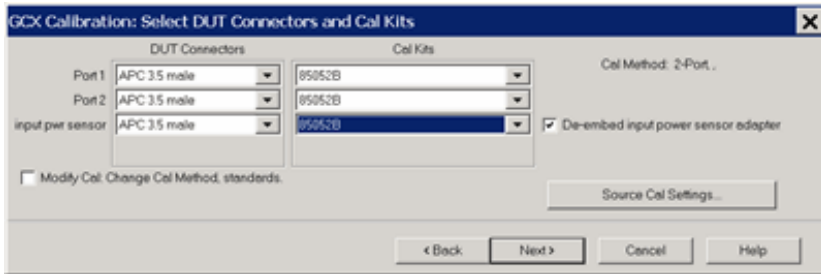 GCX Calibration: Select DUT Connectors and Cal Kits
DUT Connectors Cal Kits
Cal Method: 2-Port, ,
Port 1 APC 3.5 male 85052B
Port 2 APC 3.5 male 85052B
input pwr sensor APC 3.5 male 85052B De-embed input power sensor adapter
Modify Cal: Change Cal Method, standards.
Source Cal Settings...
< Back Next > Cancel Help